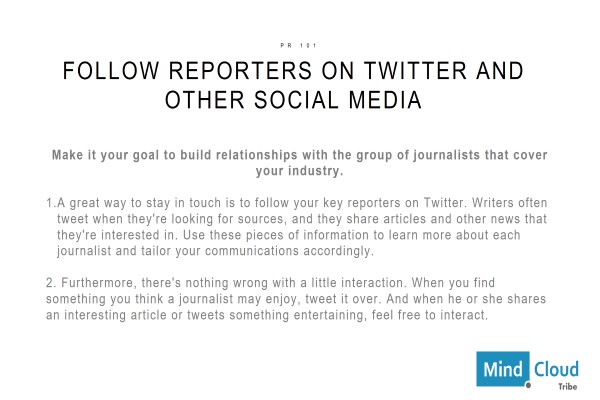 PR 101
FOLLOW REPORTERS ON TWITTER AND
OTHER SOCIAL MEDIA
Make it your goal to build relationships with the group of journalists that cover
your industry.
1.A great way to stay in touch is to follow your key reporters on Twitter. Writers often
tweet when they're looking for sources, and they share articles and other news that
they're interested in. Use these pieces of information to learn more about each
journalist and tailor your communications accordingly.
2. Furthermore, there's nothing wrong with a little interaction. When you find
something you think a journalist may enjoy, tweet it over. And when he or she shares
an interesting article or tweets something entertaining, feel free to interact.
Mind Cloud
Tribe